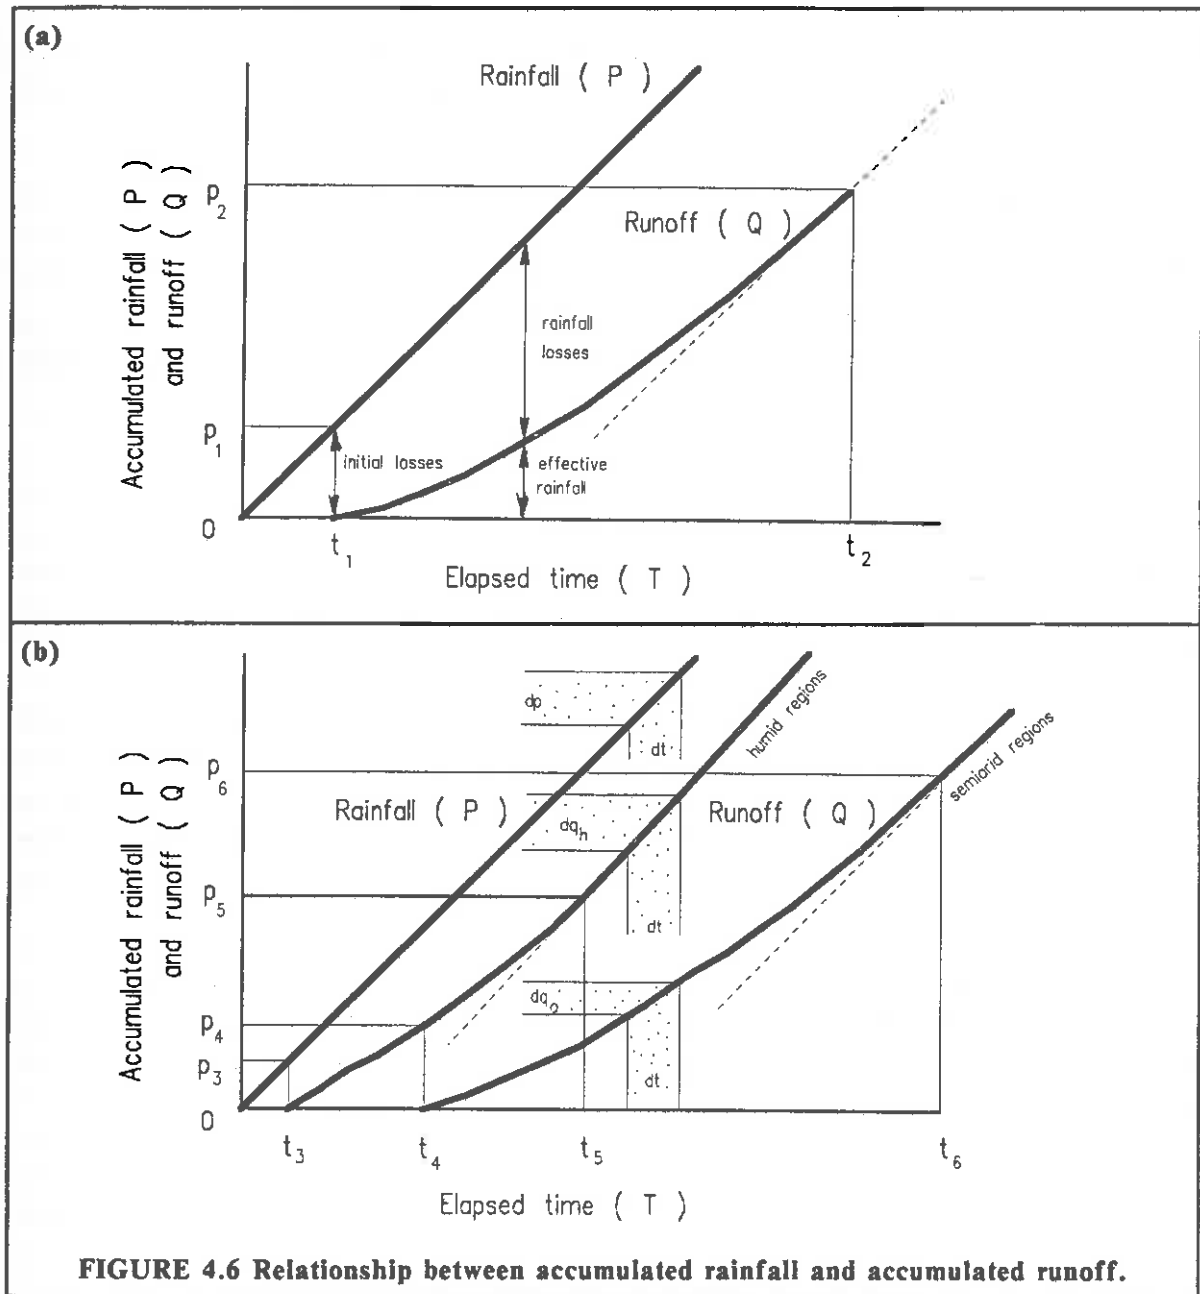 (a)
Rainfall ( P )
Accumulated rainfall ( P )
and runoff ( Q )
p2
Runoff ( Q )
rainfall
losses
p1
initial losses
effective
rainfall
0
t1
t2
Elapsed time ( T )
(b)
dp
dt
humid regions
semiarid regions
Accumulated rainfall ( P )
and runoff ( Q )
p6
Rainfall ( P )
dqh
Runoff ( Q )
p5
dt
dqo
p4
p3
dt
0
t3
t4
t5
t6
Elapsed time ( T )
FIGURE 4.6 Relationship between accumulated rainfall and accumulated runoff.